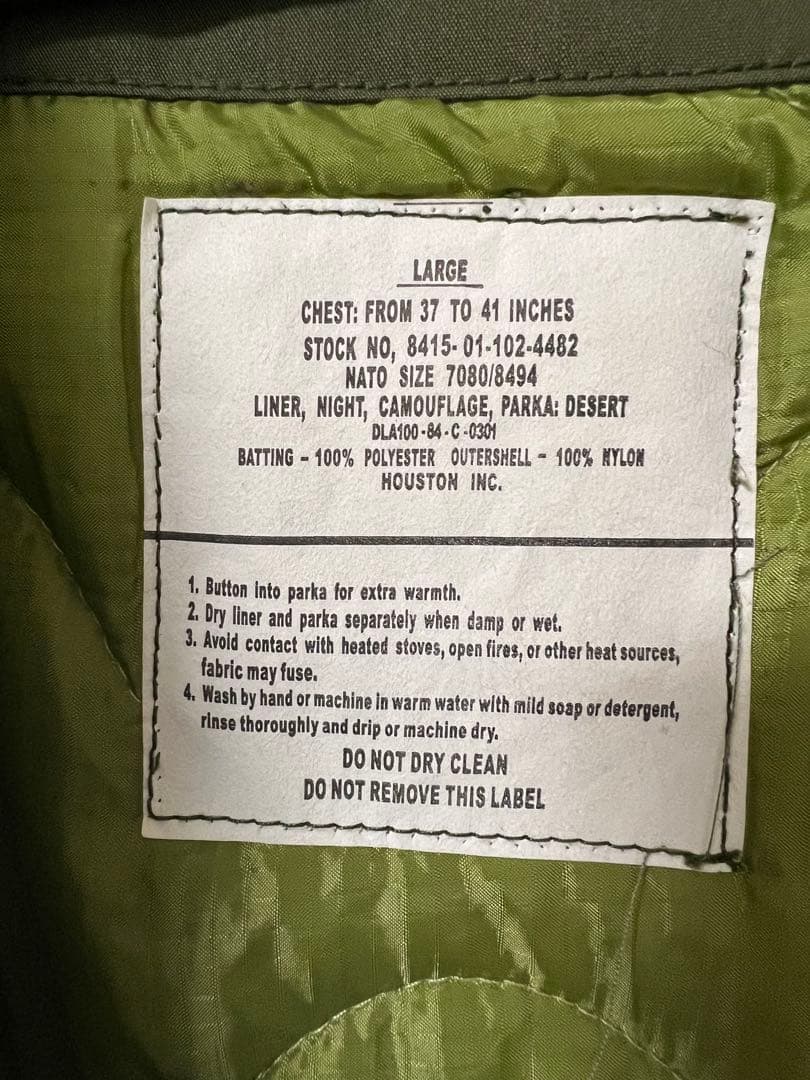 LARGE
CHEST: FROM 37 TO 41 INCHES
STOCK NO, 8415-01-102-4482
NATO SIZE 7080/8494
LINER, NIGHT, CAMOUFLAGE, PARKA: DESERT
DLA100-84-C-0301
BATTING - 100% POLYESTER OUTERSHELL - 100% NYLON
HOUSTON INC.
1. Button into parka for extra warmth.
2. Dry liner and parka separately when damp or wet.
3. Avoid contact with heated stoves, open fires, or other heat sources,
fabric may fuse.
4. Wash by hand or machine in warm water with mild soap or detergent,
rinse thoroughly and drip or machine dry.
DO NOT DRY CLEAN
DO NOT REMOVE THIS LABEL